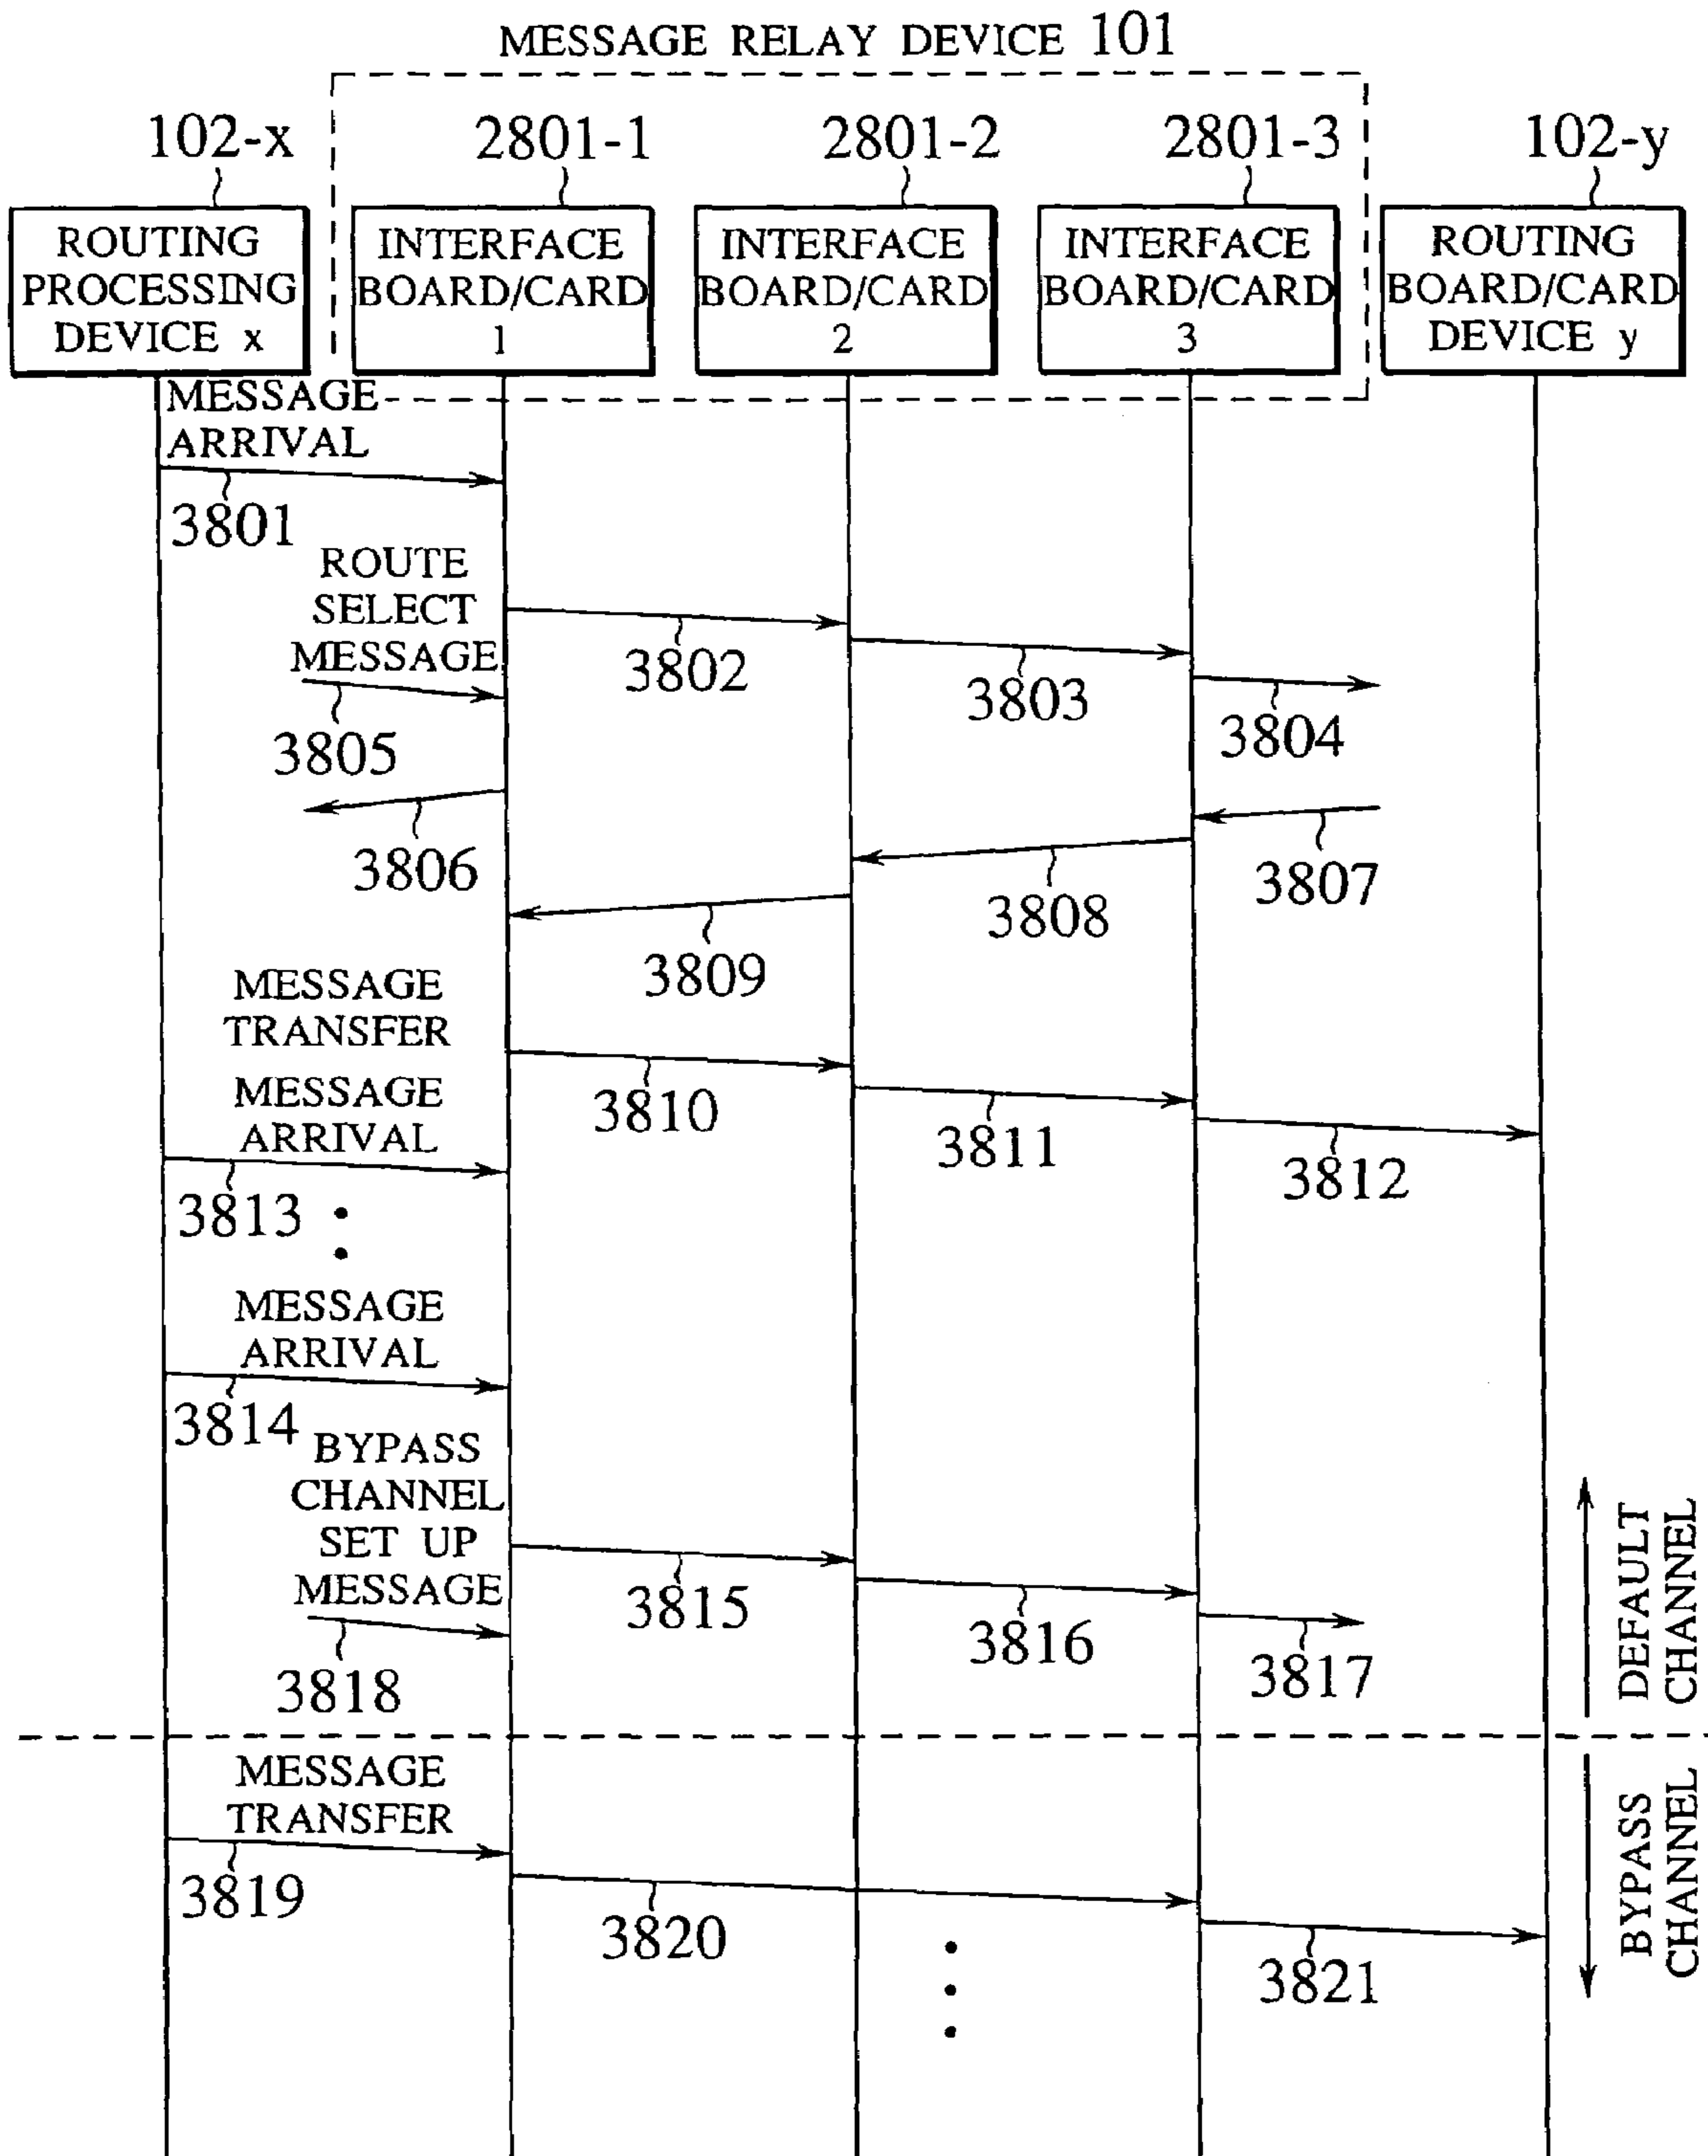 MESSAGE RELAY DEVICE 101
102-x
2801-1
2801-2
2801-3
102-y
ROUTING
PROCESSING
DEVICE x
INTERFACE
BOARD/CARD
1
INTERFACE
BOARD/CARD
2
INTERFACE
BOARD/CARD
3
ROUTING
BOARD/CARD
DEVICE y
MESSAGE
ARRIVAL
3801
ROUTE
SELECT
MESSAGE
3802
3803
3804
3805
3806
3807
3808
3809
MESSAGE
TRANSFER
3810
3811
3812
MESSAGE
ARRIVAL
3813
MESSAGE
ARRIVAL
3814
BYPASS
CHANNEL
SET UP
MESSAGE
3815
3816
3817
3818
DEFAULT
CHANNEL
MESSAGE
TRANSFER
3819
3820
3821
BYPASS
CHANNEL